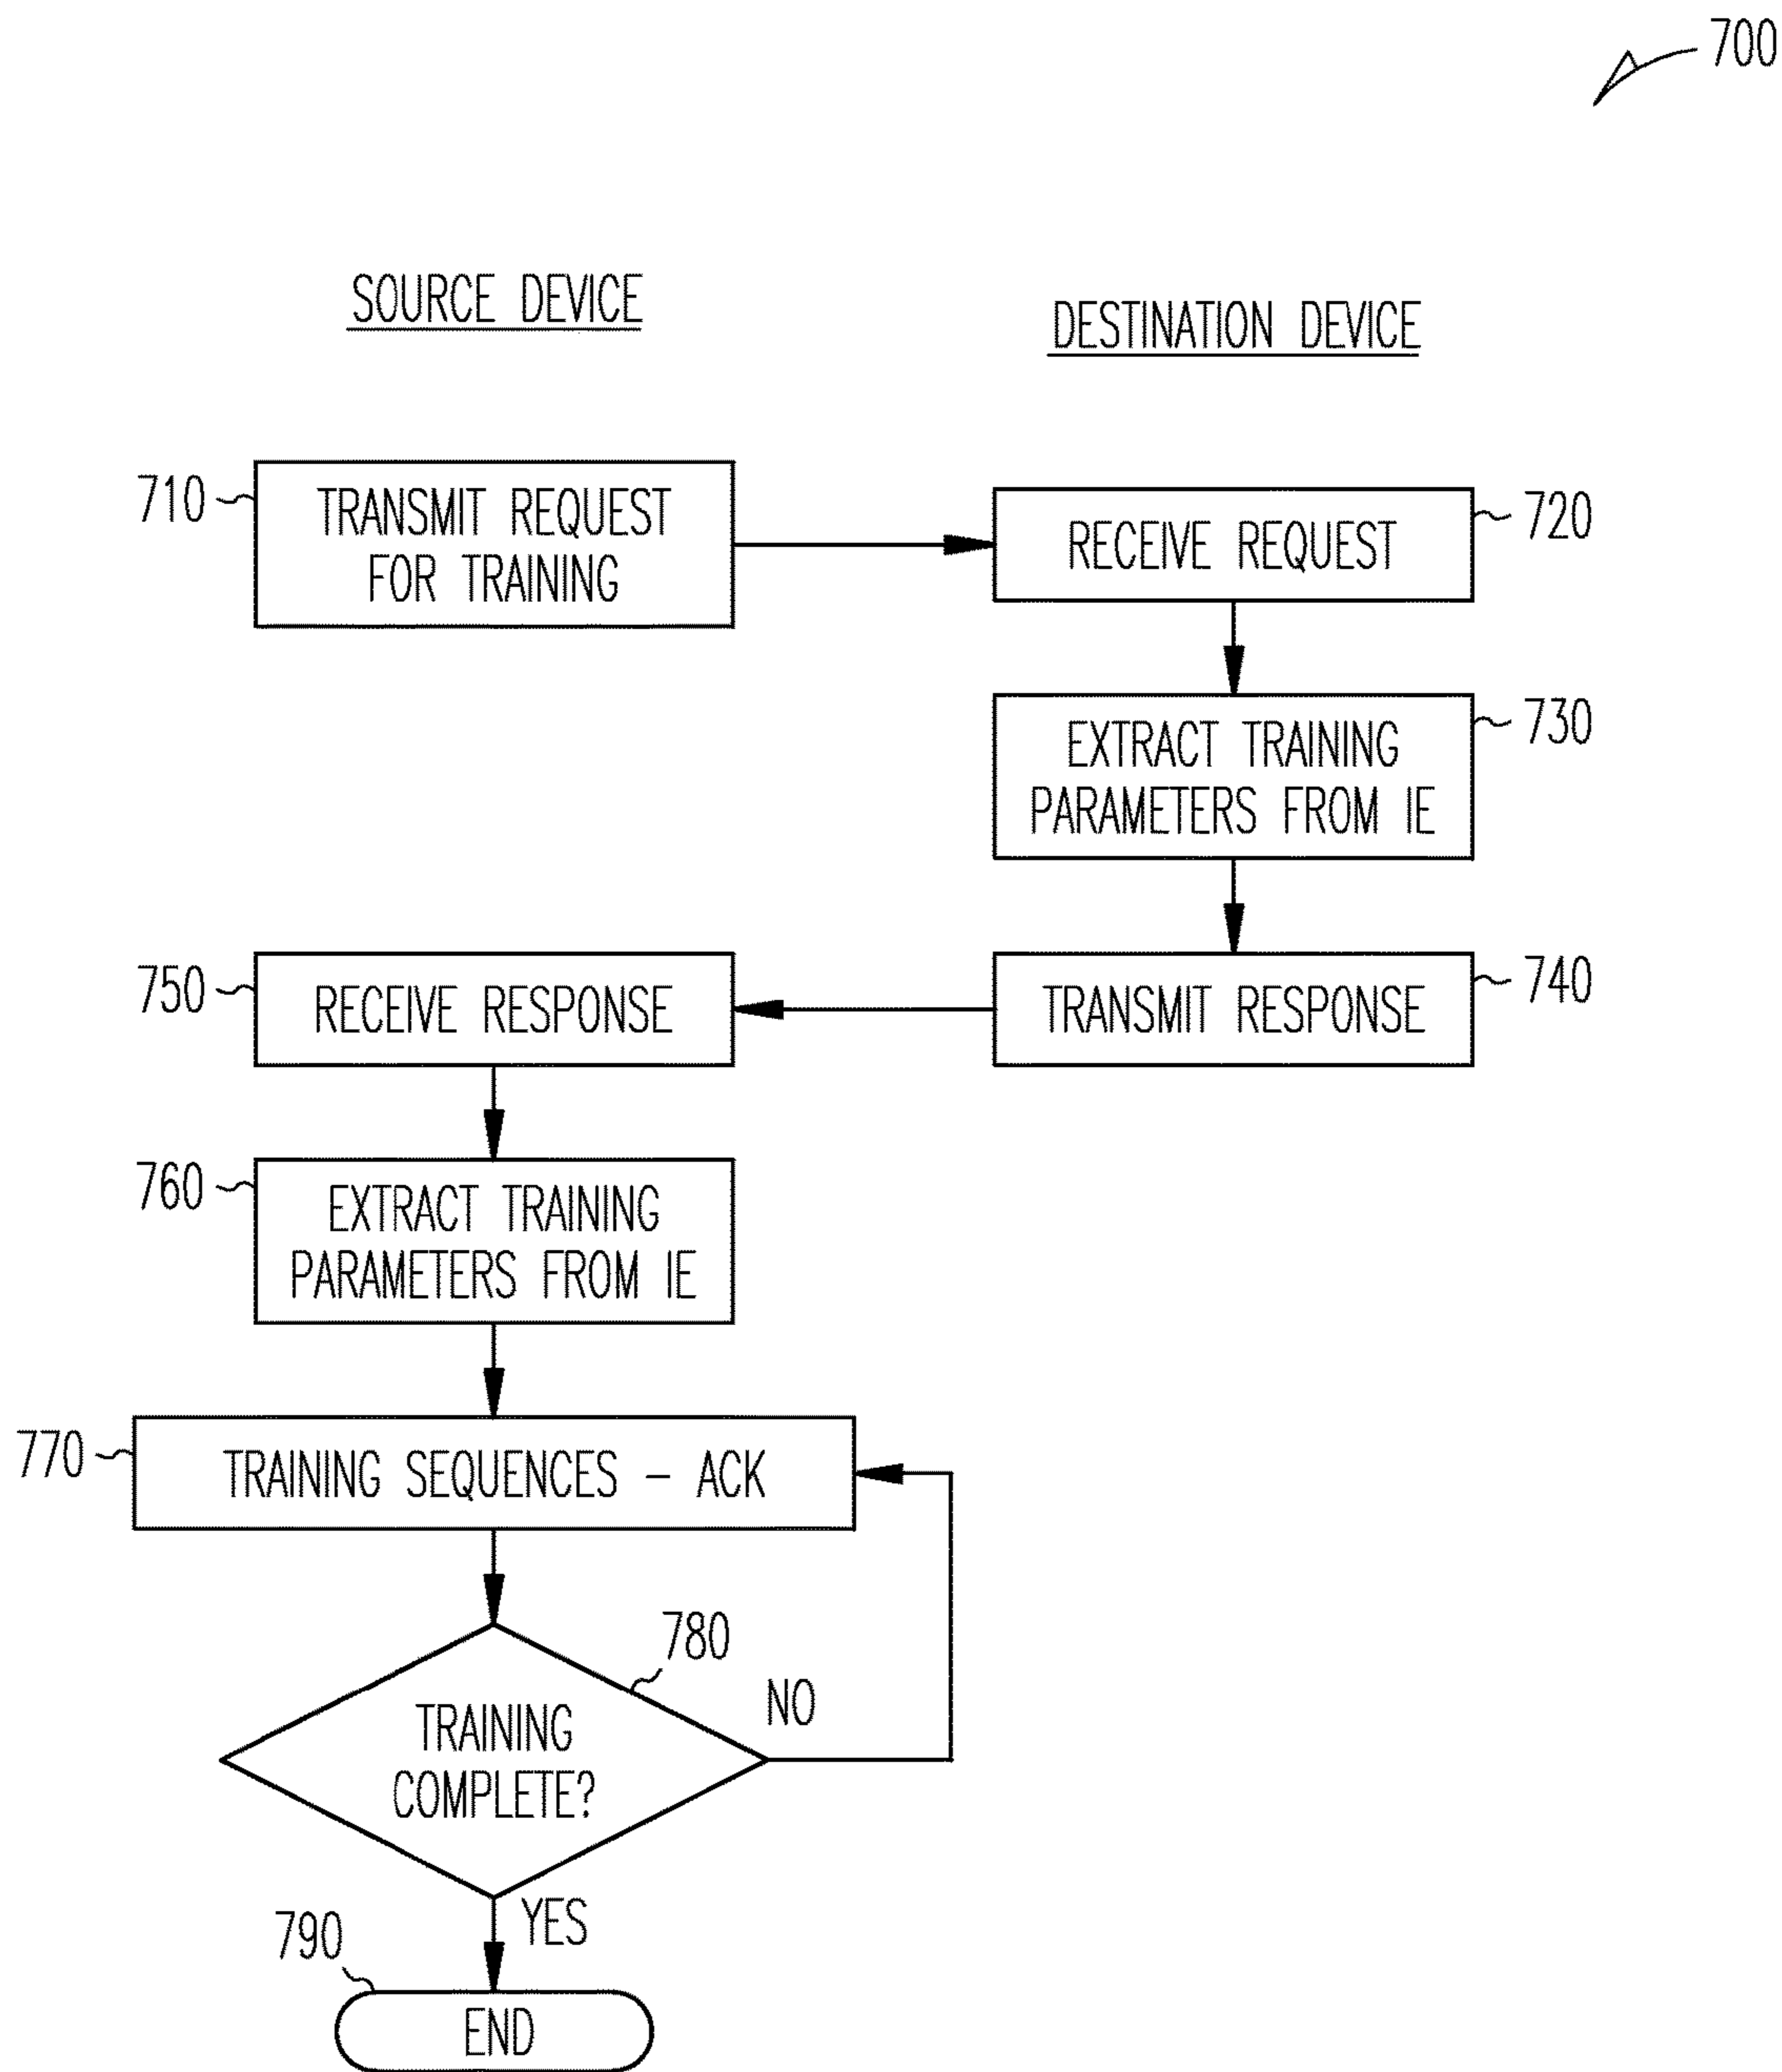 700
SOURCE DEVICE
DESTINATION DEVICE
710
TRANSMIT REQUEST
FOR TRAINING
720
RECEIVE REQUEST
730
EXTRACT TRAINING
PARAMETERS FROM IE
740
TRANSMIT RESPONSE
750
RECEIVE RESPONSE
760
EXTRACT TRAINING
PARAMETERS FROM IE
770
TRAINING SEQUENCES - ACK
780
TRAINING
COMPLETE?
NO
YES
790
END